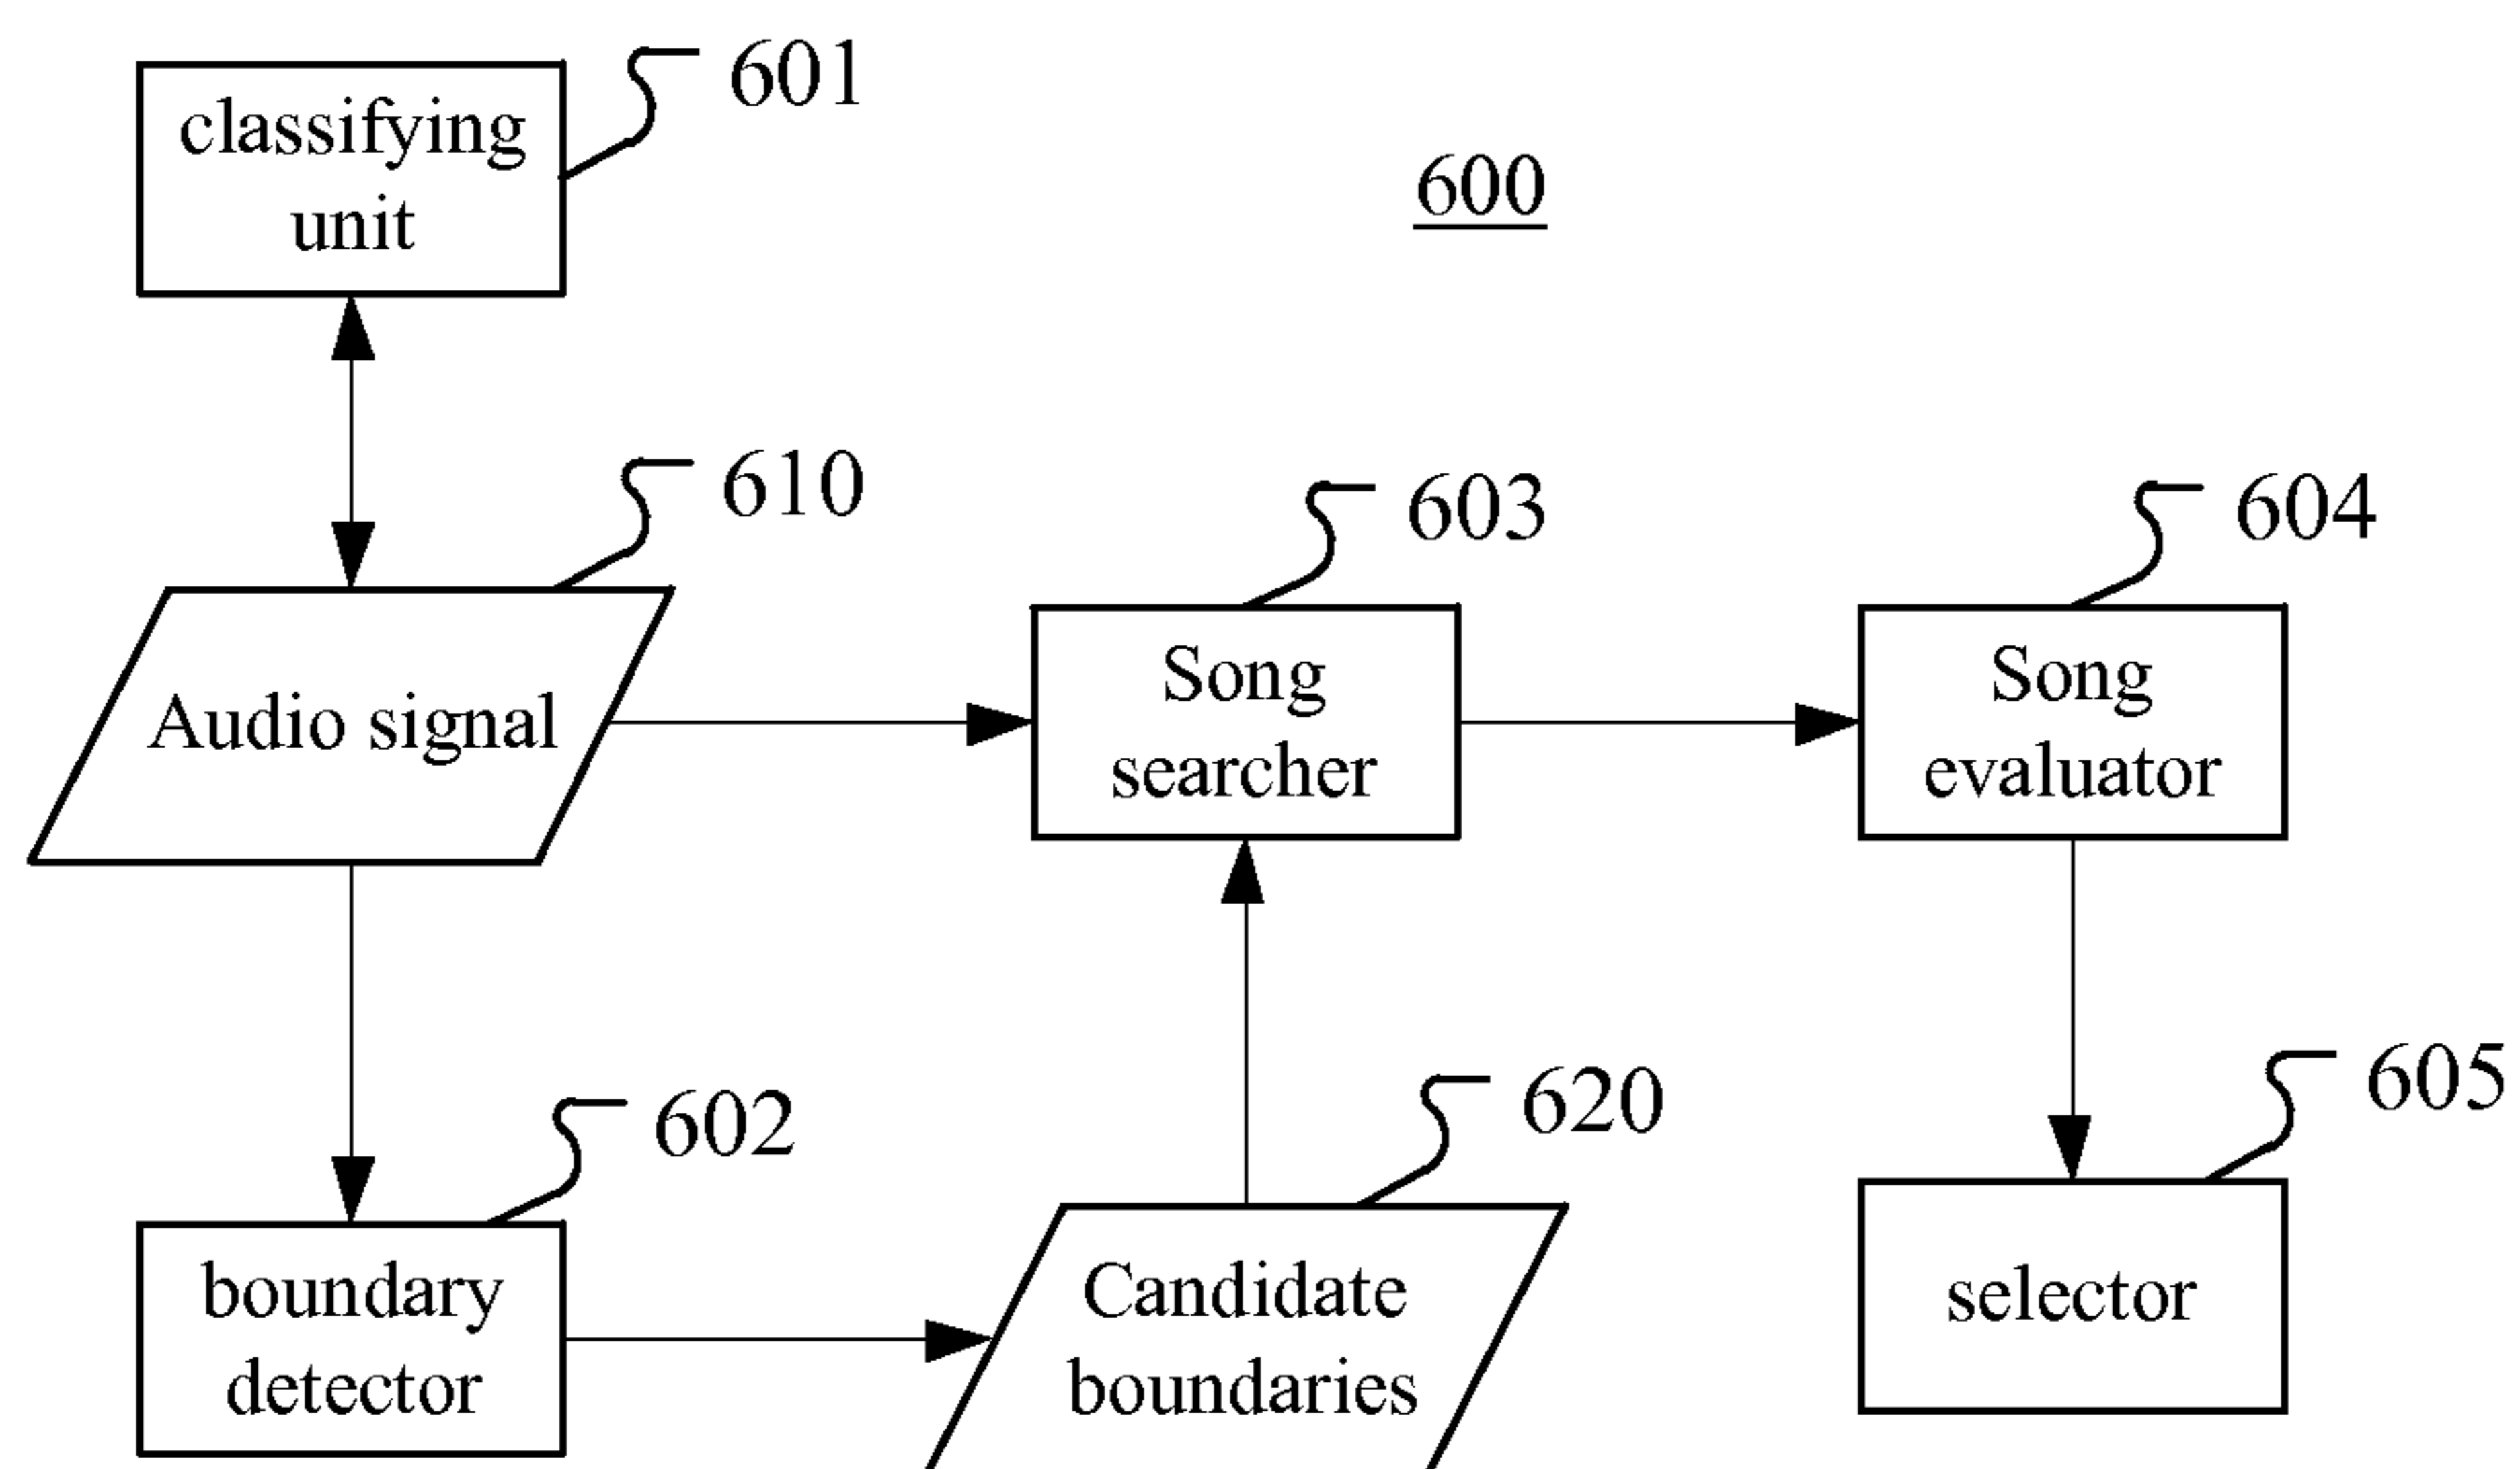 601
classifying
unit
600
610
603
604
Audio signal
Song
searcher
Song
evaluator
602
620
605
boundary
detector
Candidate
boundaries
selector